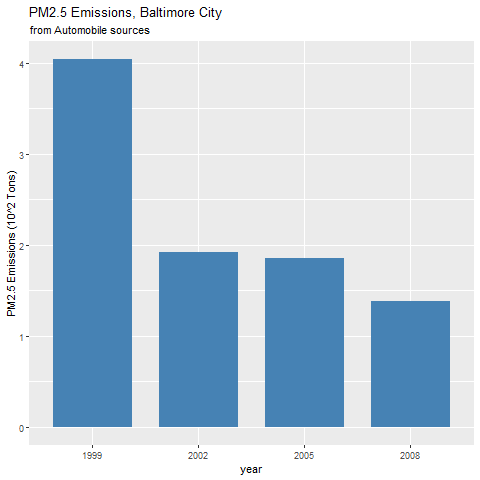 PM2.5 Emissions, Baltimore City
from Automobile sources
PM2.5 Emissions (10^2 Tons)
4
3
2
1
0
1999 2002 2005 2008
year